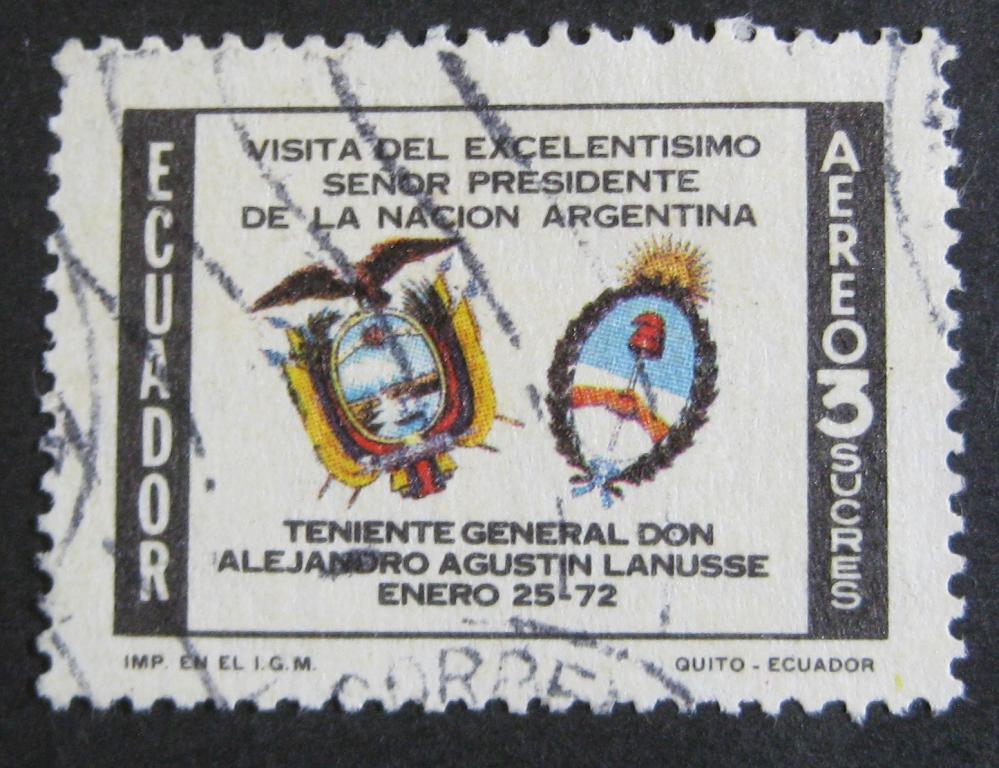 ECUADOR
VISITA DEL EXCELENTISIMO
SENOR PRESIDENTE
DE LA NACION ARGENTINA
TENIENTE GENERAL DON
ALEJANDRO AGUSTIN LANUSSE
ENERO 25-72
AEREO 3 SUCRES
IMP. EN EL I.G.M.
QUITO - ECUADOR
CORRE